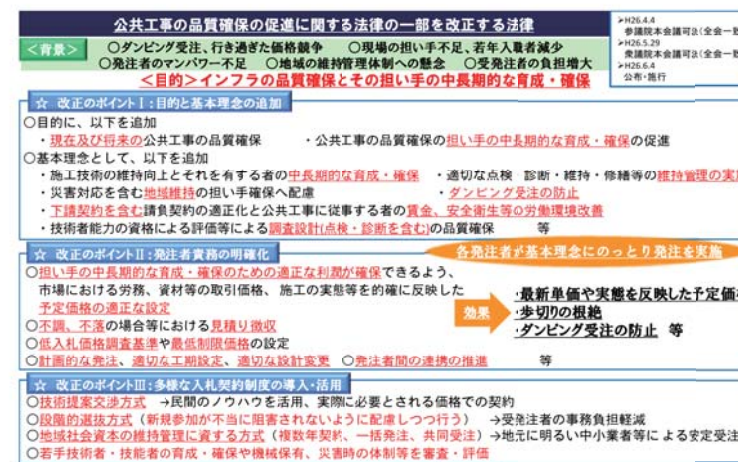 公共工事の品質確保の促進に関する法律の一部を改正する法律
➢H26.4.4
参議院本会議可決(全会一致
➢H26.5.29
衆議院本会議可決(全会一致
➢H26.6.4
公布・施行
<背景>
○ダンピング受注、行き過ぎた価格競争 ○現場の担い手不足、若年入職者減少
○発注者のマンパワー不足 ○地域の維持管理体制への懸念 ○受発注者の負担増大
<目的>インフラの品質確保とその担い手の中長期的な育成・確保
☆ 改正のポイントⅠ:目的と基本理念の追加
○目的に、以下を追加
・現在及び将来の公共工事の品質確保 ・公共工事の品質確保の担い手の中長期的な育成・確保の促進
○基本理念として、以下を追加
・施工技術の維持向上とそれを有する者の中長期的な育成・確保 ・適切な点検 診断・維持・修繕等の維持管理の実施
・災害対応を含む地域維持の担い手確保へ配慮 ・ダンピング受注の防止
・下請契約を含む請負契約の適正化と公共工事に従事する者の賃金、安全衛生等の労働環境改善
・技術者能力の資格による評価等による調査設計(点検・診断を含む)の品質確保 等
☆ 改正のポイントⅡ:発注者責務の明確化
各発注者が基本理念にのっとり発注を実施
○担い手の中長期的な育成・確保のための適正な利潤が確保できるよう、
市場における労務、資材等の取引価格、施工の実態等を的確に反映した
予定価格の適正な設定
○不調、不落の場合等における見積り徴収
○低入札価格調査基準や最低制限価格の設定
○計画的な発注、適切な工期設定、適切な設計変更 ○発注者間の連携の推進 等
効果
・最新単価や実態を反映した予定価
・歩切りの根絶
・ダンピング受注の防止 等
☆ 改正のポイントⅢ:多様な入札契約制度の導入・活用
○技術提案交渉方式 →民間のノウハウを活用、実際に必要とされる価格での契約
○段階的選抜方式(新規参加が不当に阻害されないように配慮しつつ行う) →受発注者の事務負担軽減
○地域社会資本の維持管理に資する方式(複数年契約、一括発注、共同受注)→地元に明るい中小業者等による安定受注
○若手技術者・技能者の育成・確保や機械保有、災害時の体制等を審査・評価